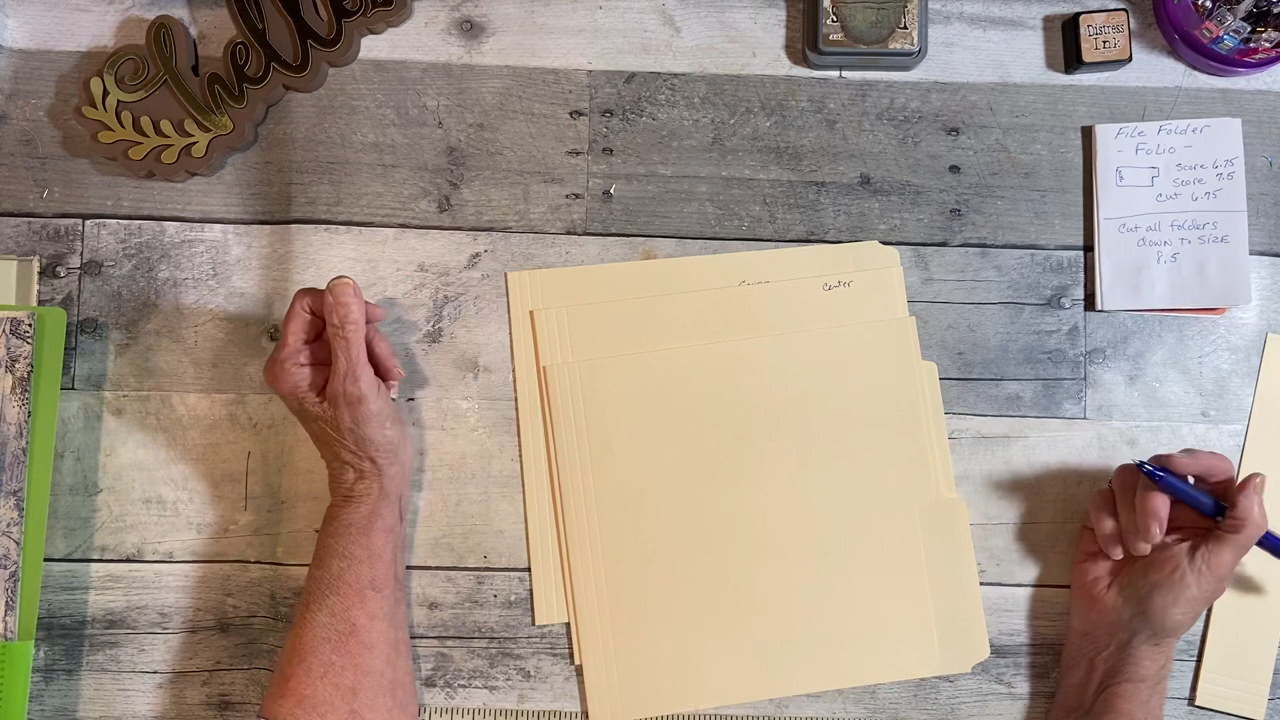 hello
Distress
Ink
File Folder
- Folio -
Score 6.75
Score 7.5
Cut 6.75
Cut all folders
down to SIZE
8.5
Center